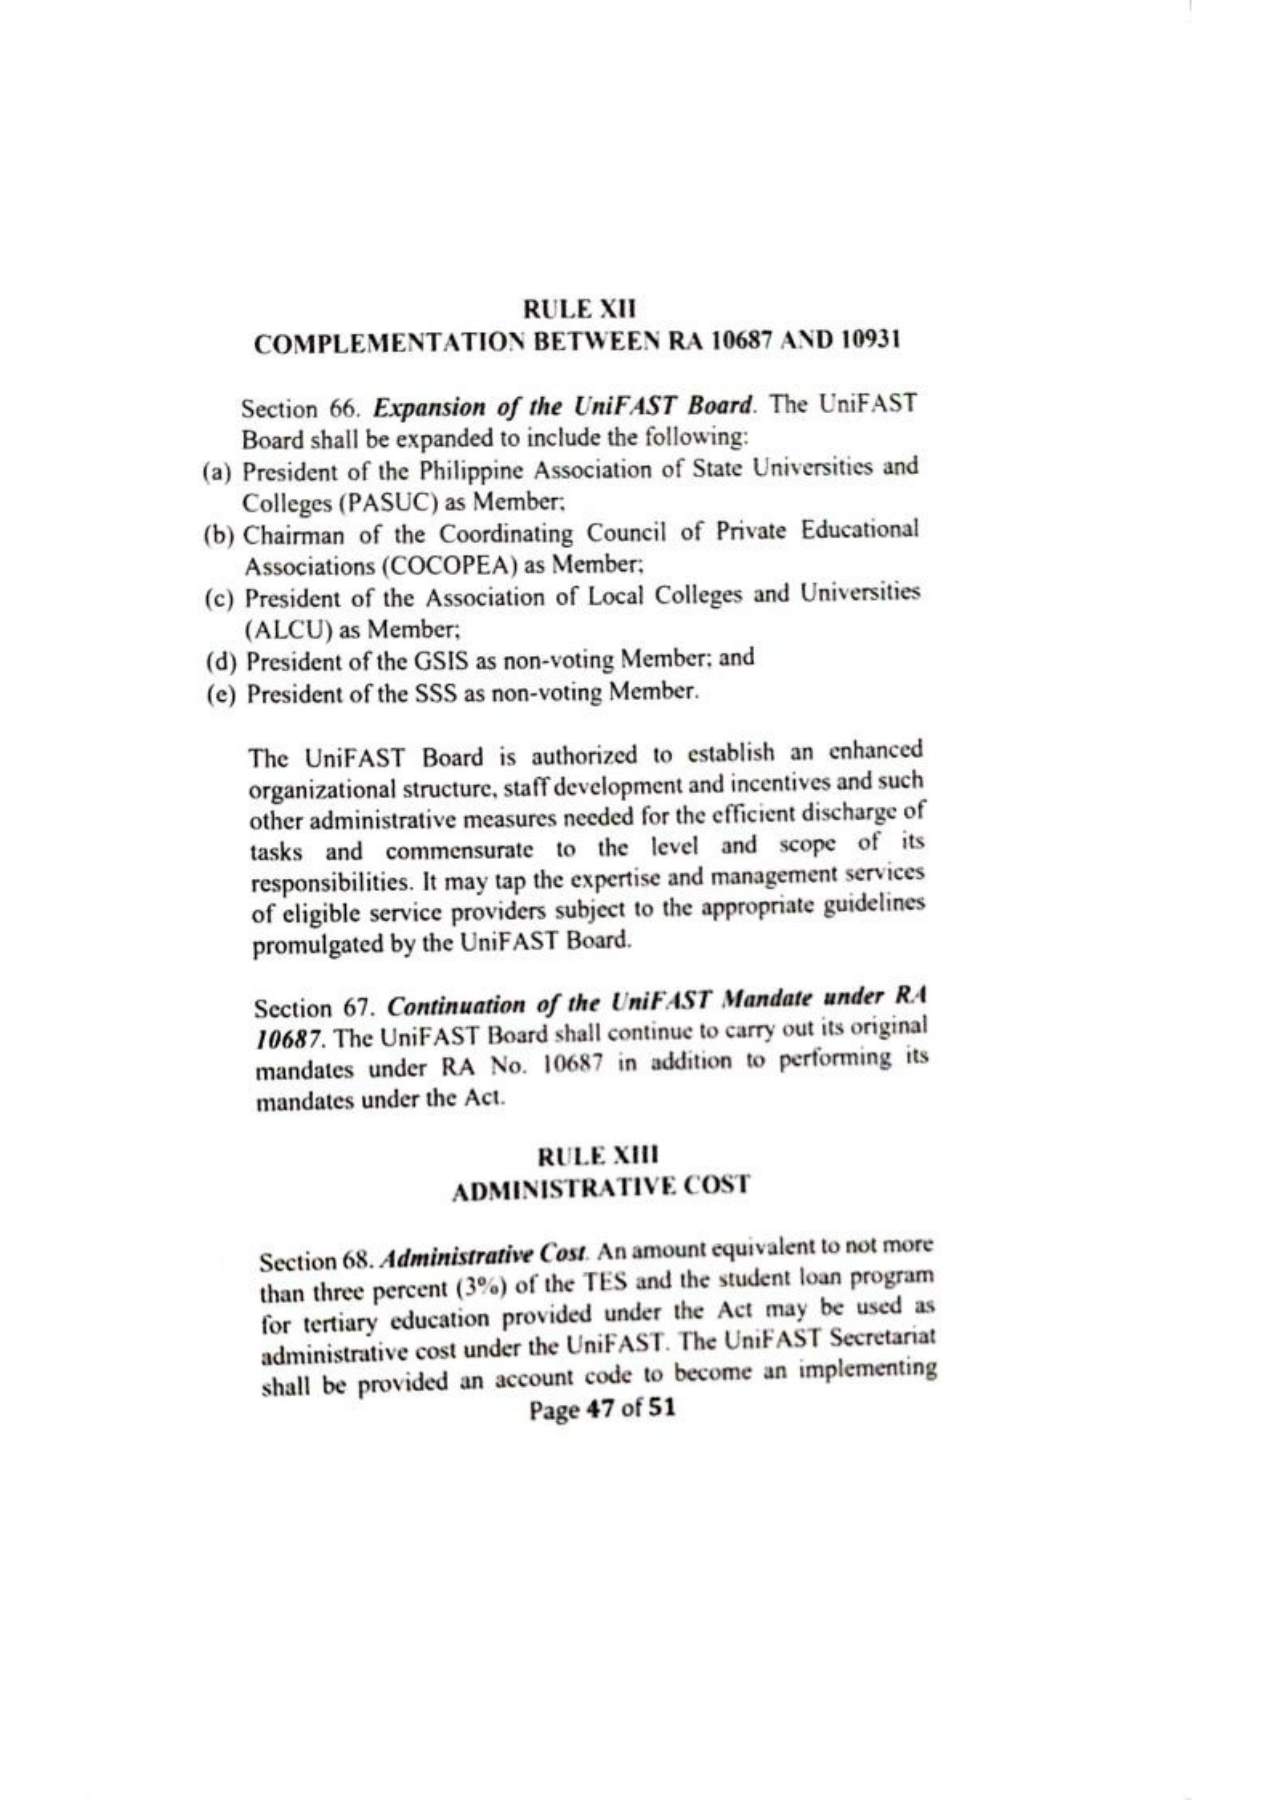 RULE XII
COMPLEMENTATION BETWEEN RA 10687 AND 10931
Section 66. Expansion of the UniFAST Board. The UniFAST
Board shall be expanded to include the following:
(a) President of the Philippine Association of State Universities and
Colleges (PASUC) as Member;
(b) Chairman of the Coordinating Council of Private Educational
Associations (COCOPEA) as Member;
(c) President of the Association of Local Colleges and Universities
(ALCU) as Member;
(d) President of the GSIS as non-voting Member; and
(e) President of the SSS as non-voting Member.
The UniFAST Board is authorized to establish an enhanced
organizational structure, staff development and incentives and such
other administrative measures needed for the efficient discharge of
tasks and commensurate to the level and scope of its
responsibilities. It may tap the expertise and management services
of eligible service providers subject to the appropriate guidelines
promulgated by the UniFAST Board.
Section 67. Continuation of the UniFAST Mandate under RA
10687. The UniFAST Board shall continue to carry out its original
mandates under RA No. 10687 in addition to performing its
mandates under the Act.
RULE XIII
ADMINISTRATIVE COST
Section 68. Administrative Cost. An amount equivalent to not more
than three percent (3%) of the TES and the student loan program
for tertiary education provided under the Act may be used as
administrative cost under the UniFAST. The UniFAST Secretariat
shall be provided an account code to become an implementing
Page 47 of 51